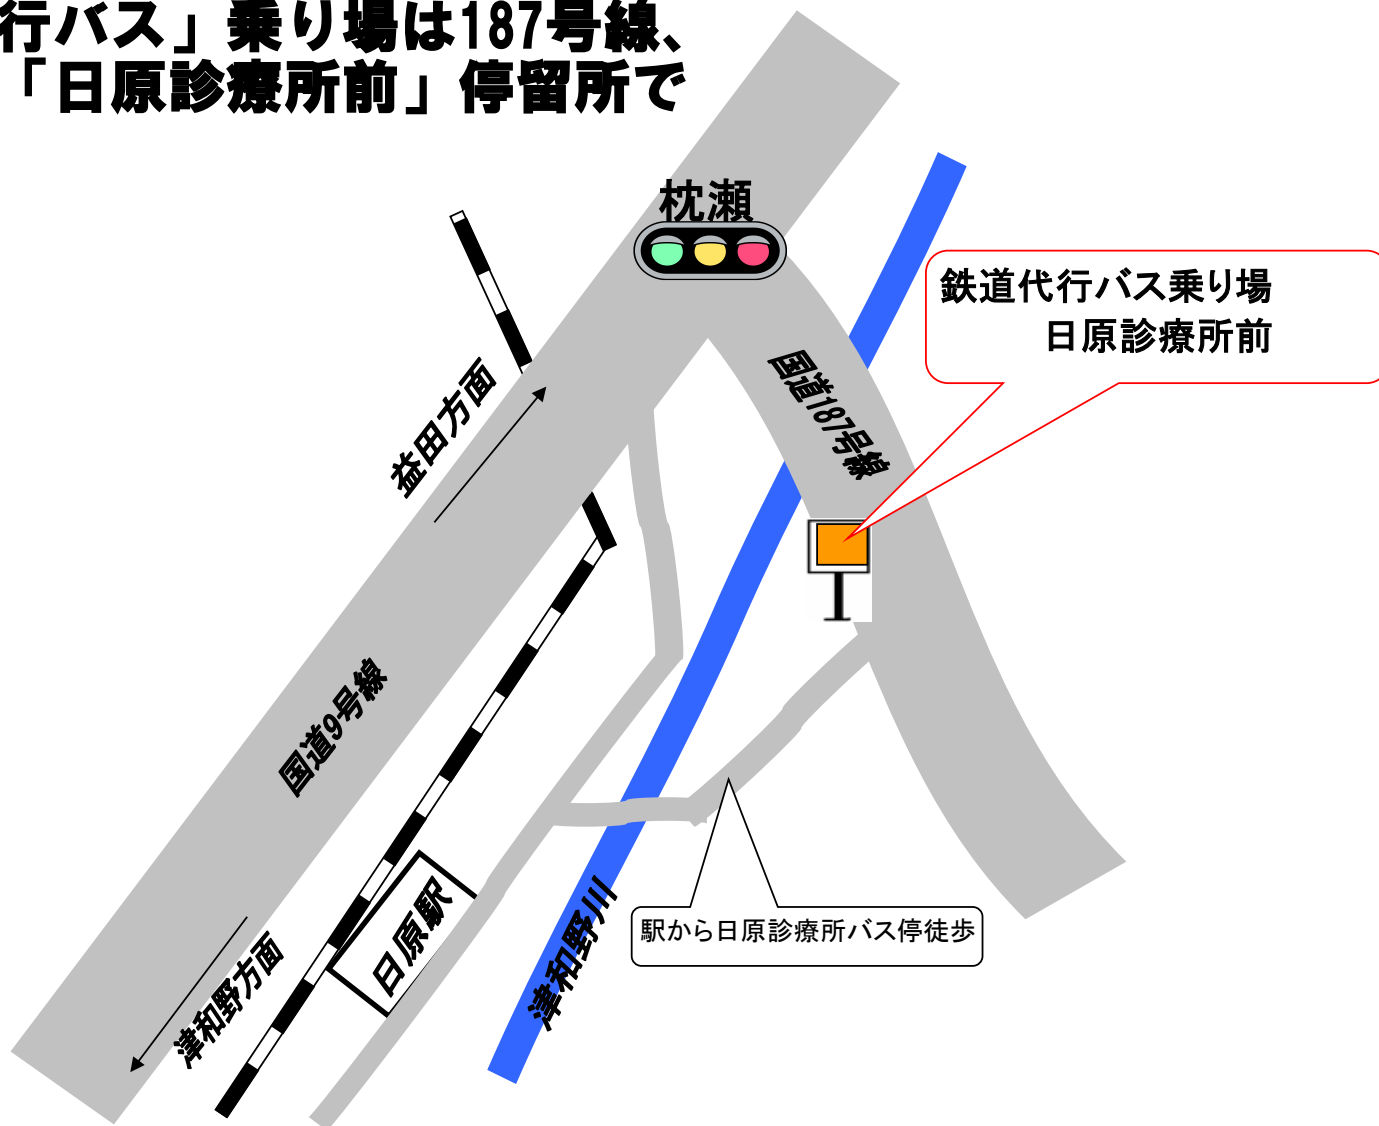 行バス」乗り場は187号線、
「日原診療所前」停留所で
枕瀬
鉄道代行バス乗り場
日原診療所前
国道187号線
益田方面
国道9号線
日原駅
津和野方面
津和野川
駅から日原診療所バス停徒歩